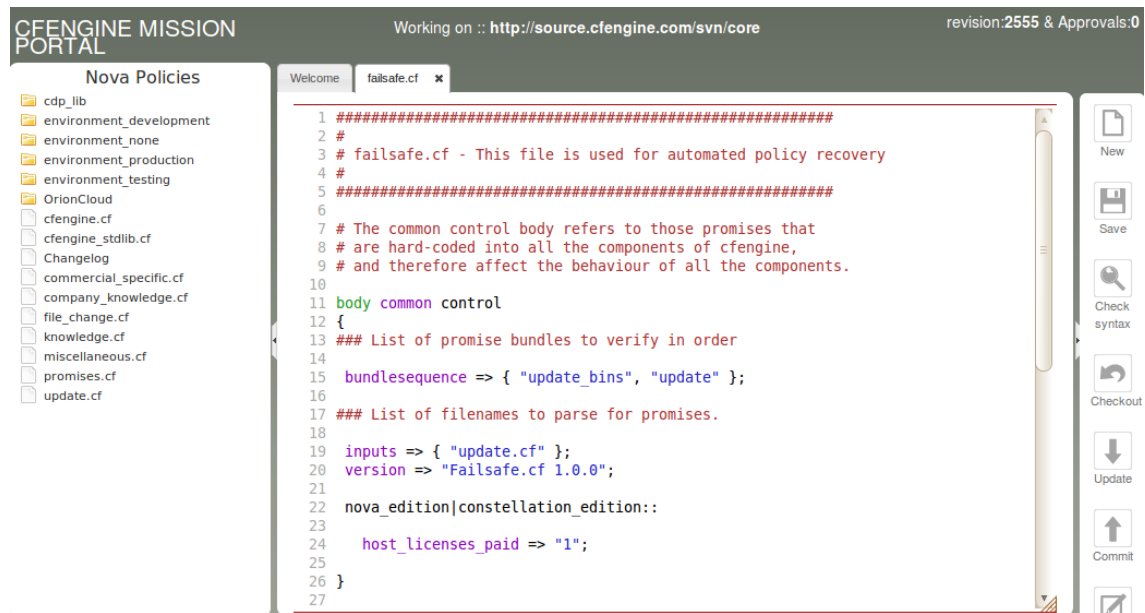 CFENGINE MISSION
PORTAL
Working on :: http://source.cfengine.com/svn/core
revision:2555 & Approvals:0
Nova Policies
cdp_lib
environment_development
environment_none
environment_production
environment_testing
OrionCloud
cfengine.cf
cfengine_stdlib.cf
Changelog
commercial_specific.cf
company_knowledge.cf
file_change.cf
knowledge.cf
miscellaneous.cf
promises.cf
update.cf
Welcome
failsafe.cf ✖
1 #########################################################
2 #
3 # failsafe.cf - This file is used for automated policy recovery
4 #
5 #########################################################
6
7 # The common control body refers to those promises that
8 # are hard-coded into all the components of cfengine,
9 # and therefore affect the behaviour of all the components.
10
11 body common control
12 {
13 ### List of promise bundles to verify in order
14
15 bundlesequence => { "update_bins", "update" };
16
17 ### List of filenames to parse for promises.
18
19 inputs => { "update.cf" };
20 version => "Failsafe.cf 1.0.0";
21
22 nova_edition|constellation_edition::
23
24 host_licenses_paid => "1";
25
26 }
27
New
Save
Check
syntax
Checkout
Update
Commit